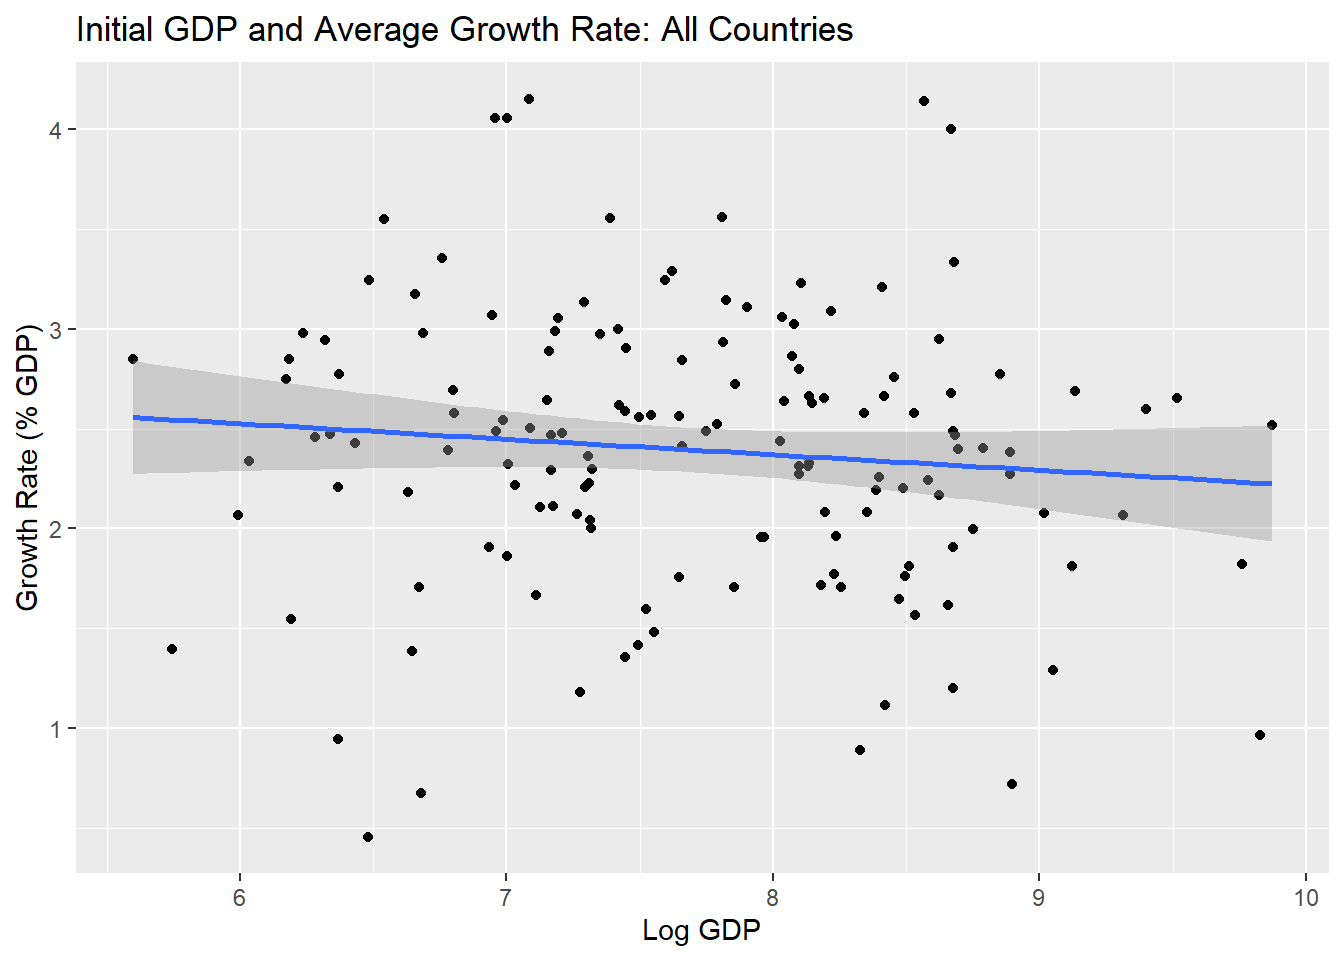 Initial GDP and Average Growth Rate: All Countries
4
3
2
1
Growth Rate (% GDP)
6 7 8 9 10
Log GDP